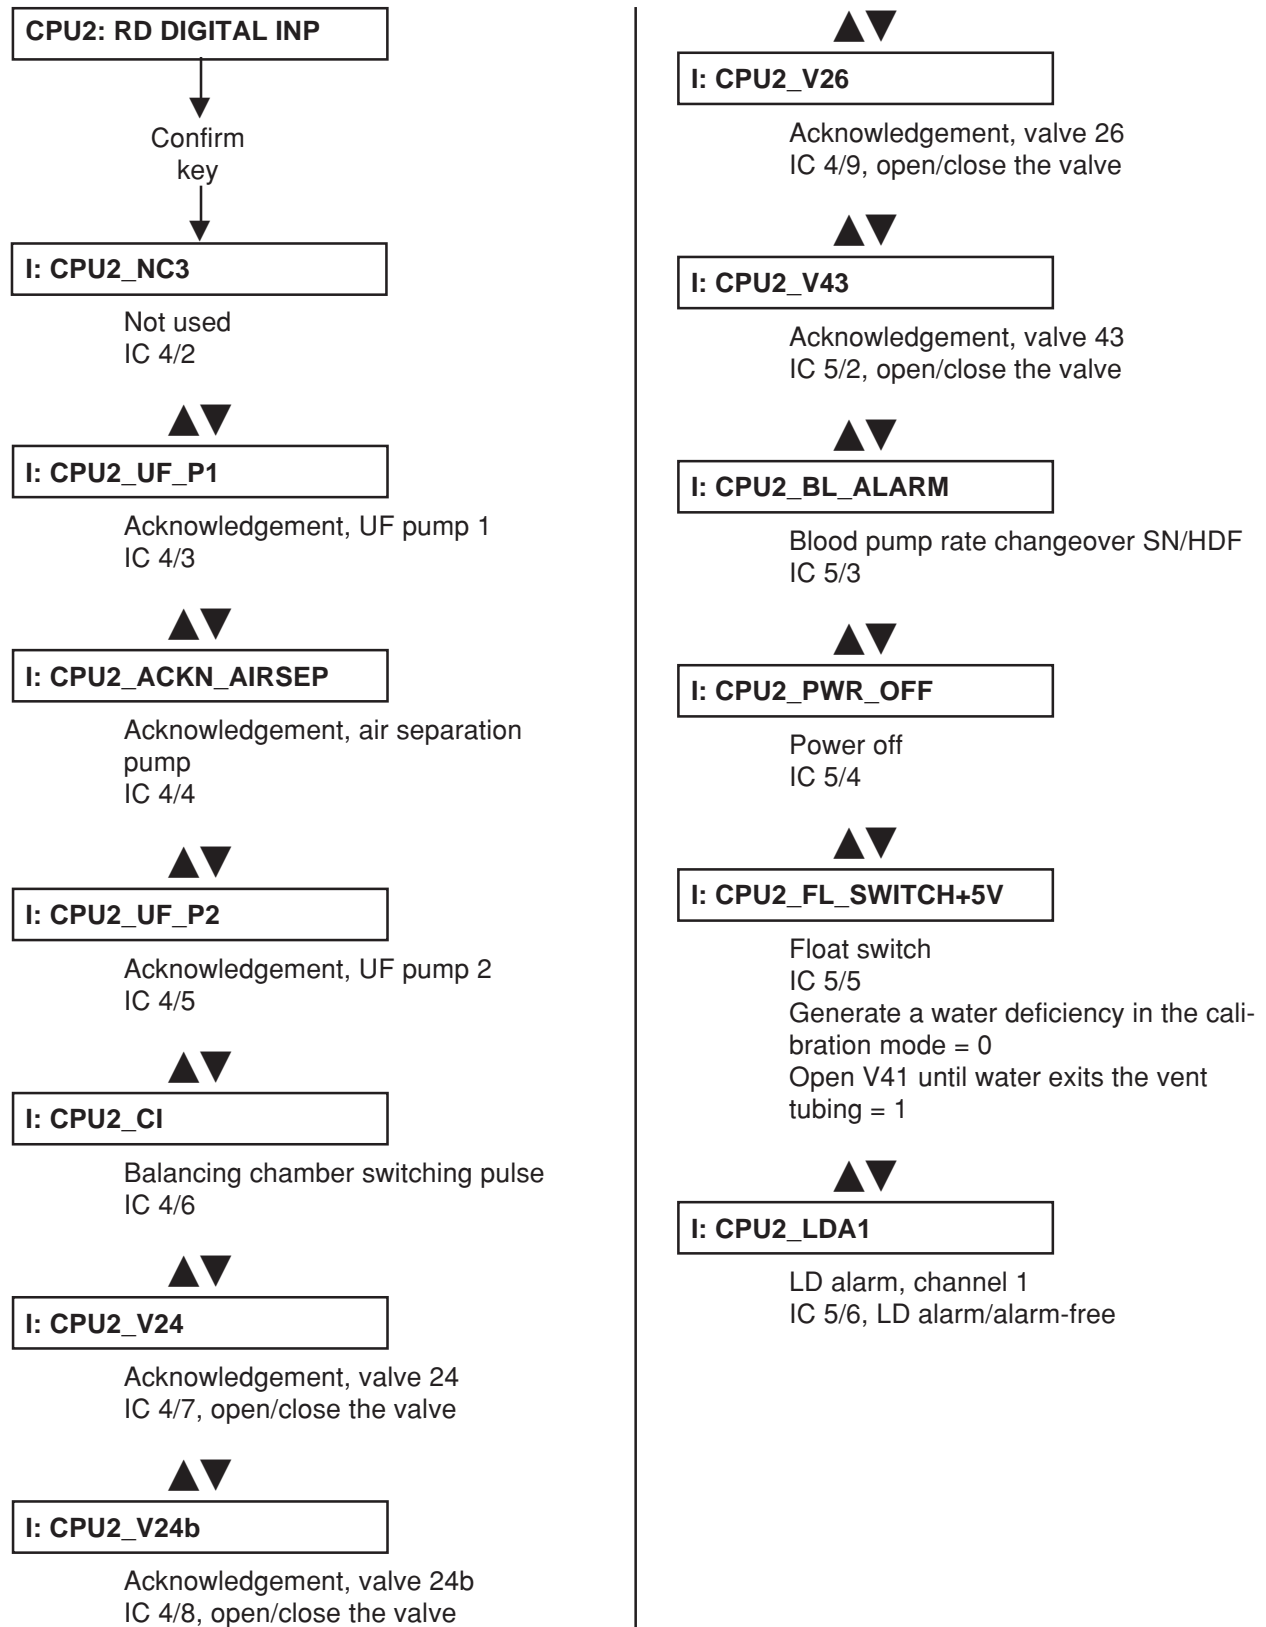 CPU2: RD DIGITAL INP
Confirm
key
I: CPU2_NC3
Not used
IC 4/2
▲▼
I: CPU2_UF_P1
Acknowledgement, UF pump 1
IC 4/3
▲▼
I: CPU2_ACKN_AIRSEP
Acknowledgement, air separation
pump
IC 4/4
▲▼
I: CPU2_UF_P2
Acknowledgement, UF pump 2
IC 4/5
▲▼
I: CPU2_CI
Balancing chamber switching pulse
IC 4/6
▲▼
I: CPU2_V24
Acknowledgement, valve 24
IC 4/7, open/close the valve
▲▼
I: CPU2_V24b
Acknowledgement, valve 24b
IC 4/8, open/close the valve
▲▼
I: CPU2_V26
Acknowledgement, valve 26
IC 4/9, open/close the valve
▲▼
I: CPU2_V43
Acknowledgement, valve 43
IC 5/2, open/close the valve
▲▼
I: CPU2_BL_ALARM
Blood pump rate changeover SN/HDF
IC 5/3
▲▼
I: CPU2_PWR_OFF
Power off
IC 5/4
▲▼
I: CPU2_FL_SWITCH+5V
Float switch
IC 5/5
Generate a water deficiency in the cali-
bration mode = 0
Open V41 until water exits the vent
tubing = 1
▲▼
I: CPU2_LDA1
LD alarm, channel 1
IC 5/6, LD alarm/alarm-free